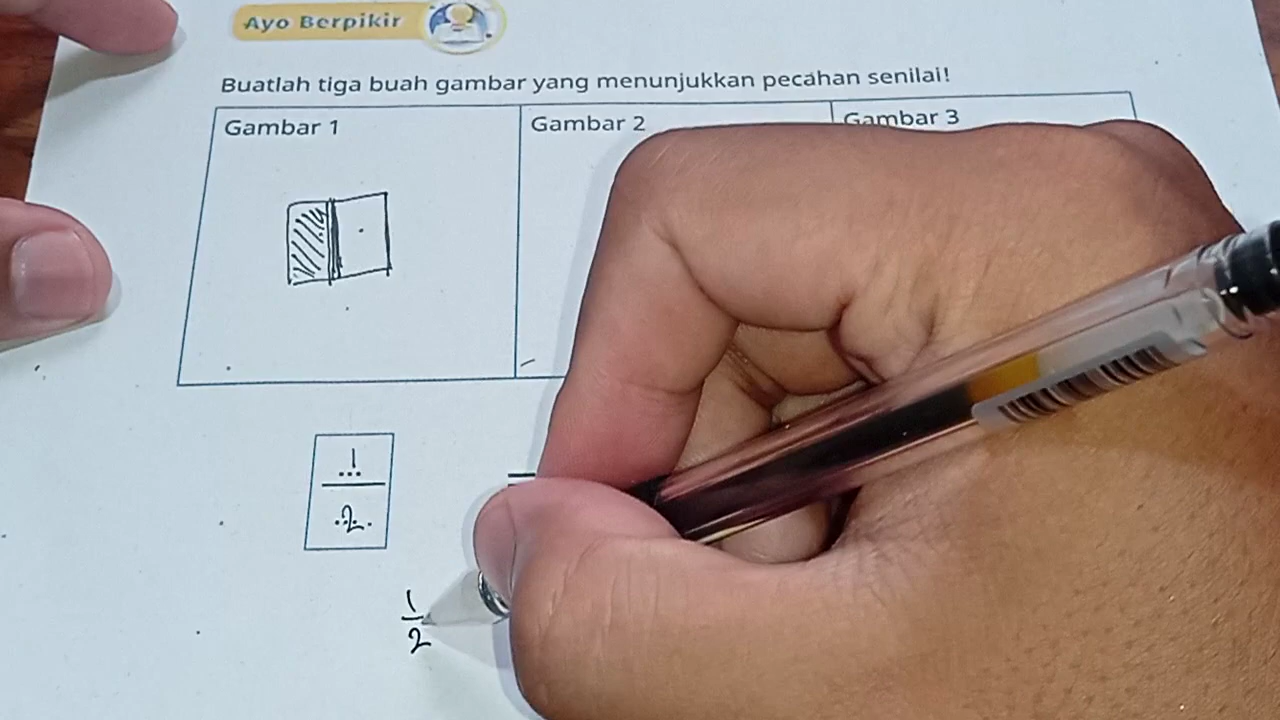 Ayo Berpikir
Buatlah tiga buah gambar yang menunjukkan pecahan senilai!
Gambar 1
Gambar 2
Gambar 3
1
...
.2.
=
1
2